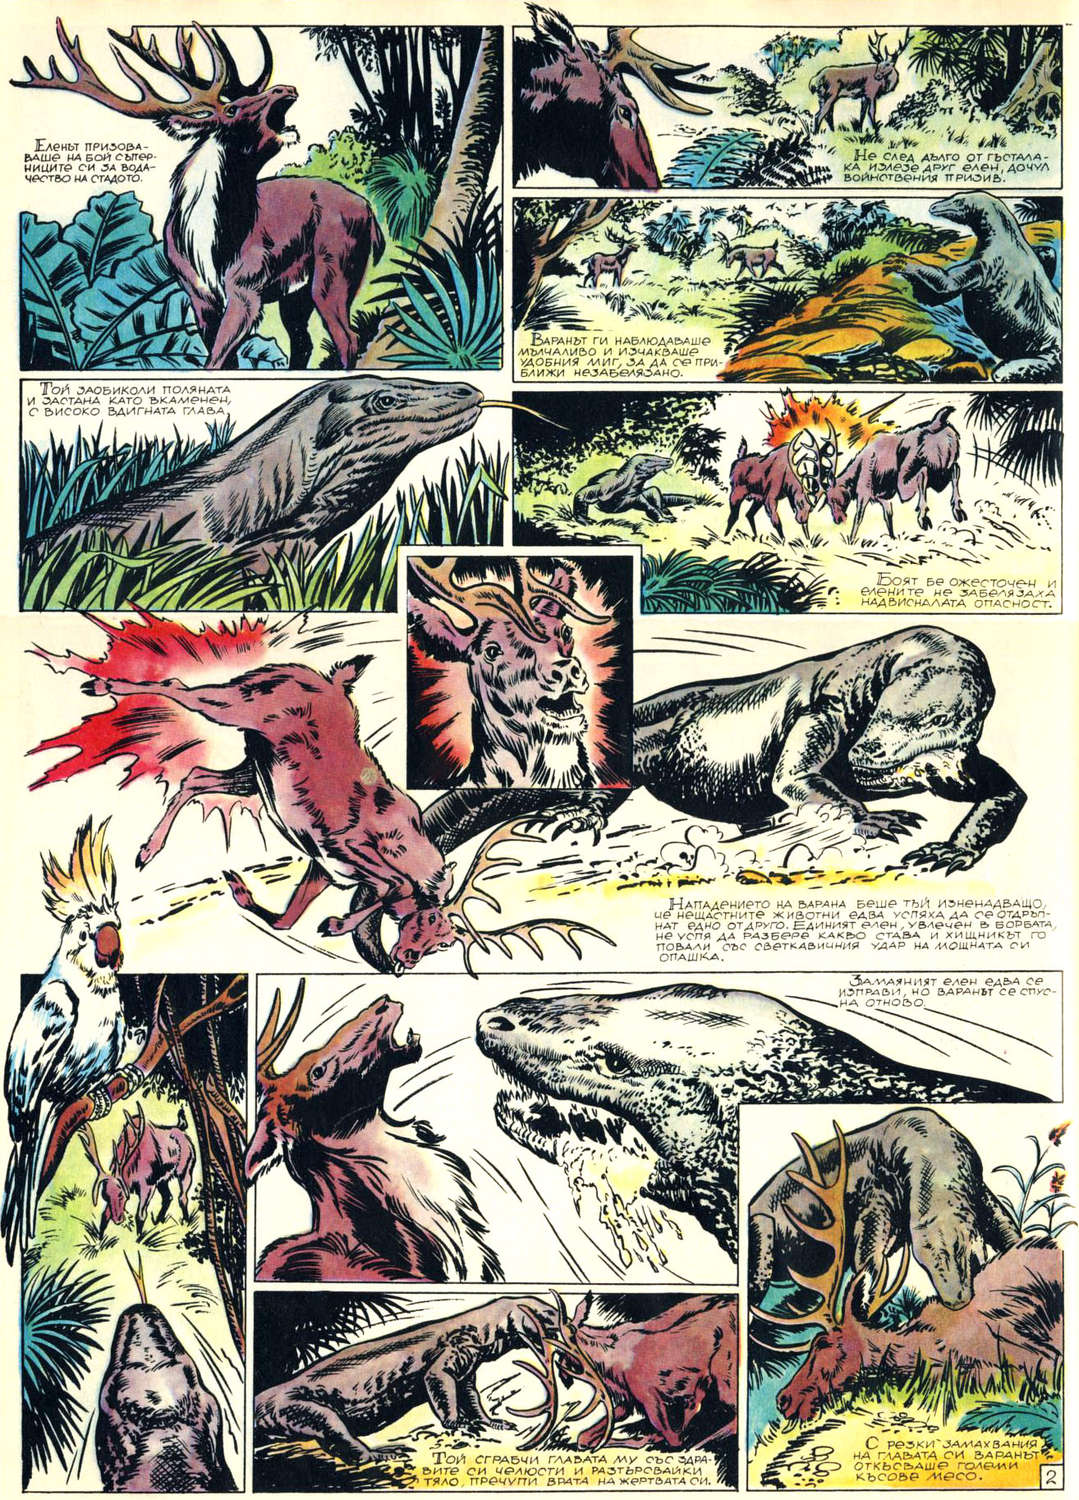 Еленът призова-
ваше на бой съпер-
ниците си за вода-
чество на стадото.
Не след дълго от гъстала-
ка излезе друг елен, дочул
войнствения призив.
Варанът ги наблюдаваше
мълчаливо и изчакваше
удобния миг, за да се при-
ближи незабелязано.
Той заобиколи поляната
и застана като вкаменен,
с високо вдигната глава.
Боят бе ожесточен и
елените не забелязаха
надвисналата опасност.
Нападението на варана беше тъй изненадващо,
че нещастните животни едва успяха да се отдръп-
нат едно от друго. Единият елен, увлечен в борбата,
не успя да разбере какво става и хищникът го
повали със светкавичния удар на мощната си
опашка.
Замаяният елен едва се
изправи, но варанът се спус-
на отново.
Той сграбчи главата му със здра-
вите си челюсти и разтърсвайки
тяло, пречупи врата на жертвата си.
С резки замахвания
на главата си варанът
откъсваше големи
късове месо.
2